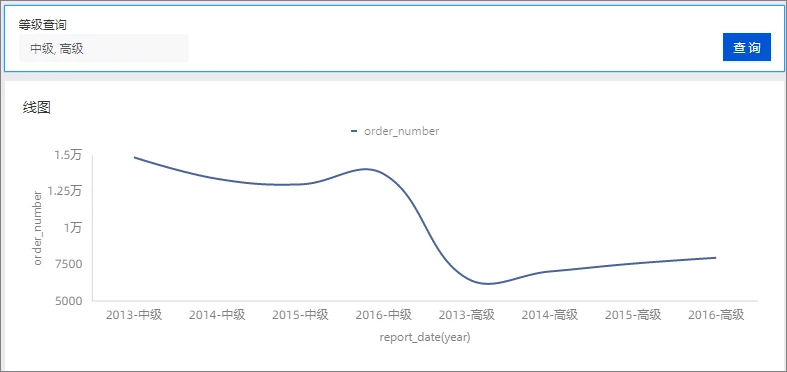 等级查询
中级, 高级
查 询
线图
order_number
1.5万
1.25万
1万
7500
5000
order_number
2013-中级 2014-中级 2015-中级 2016-中级 2013-高级 2014-高级 2015-高级 2016-高级
report_date(year)